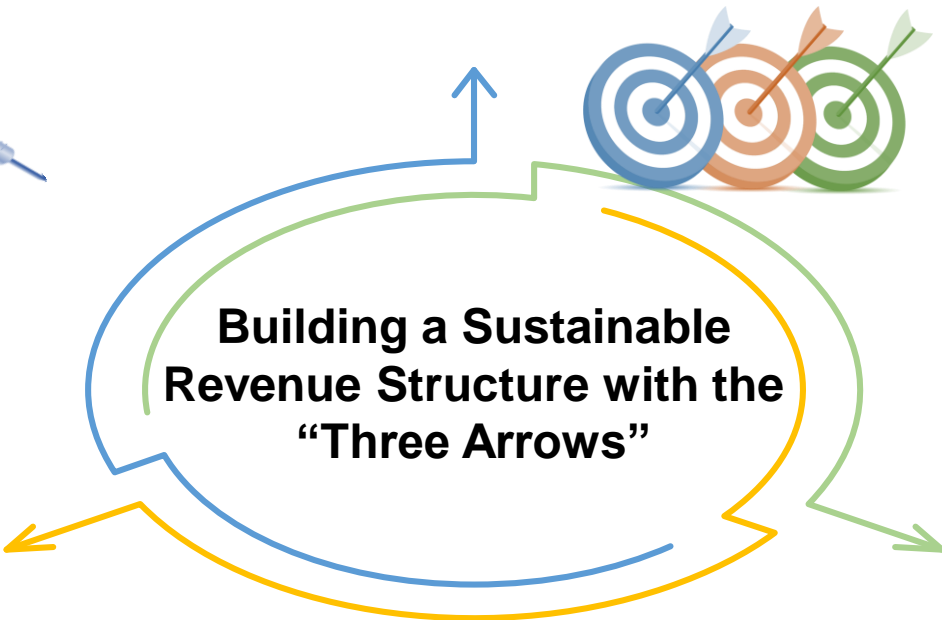 Building a Sustainable
Revenue Structure with the
“Three Arrows”